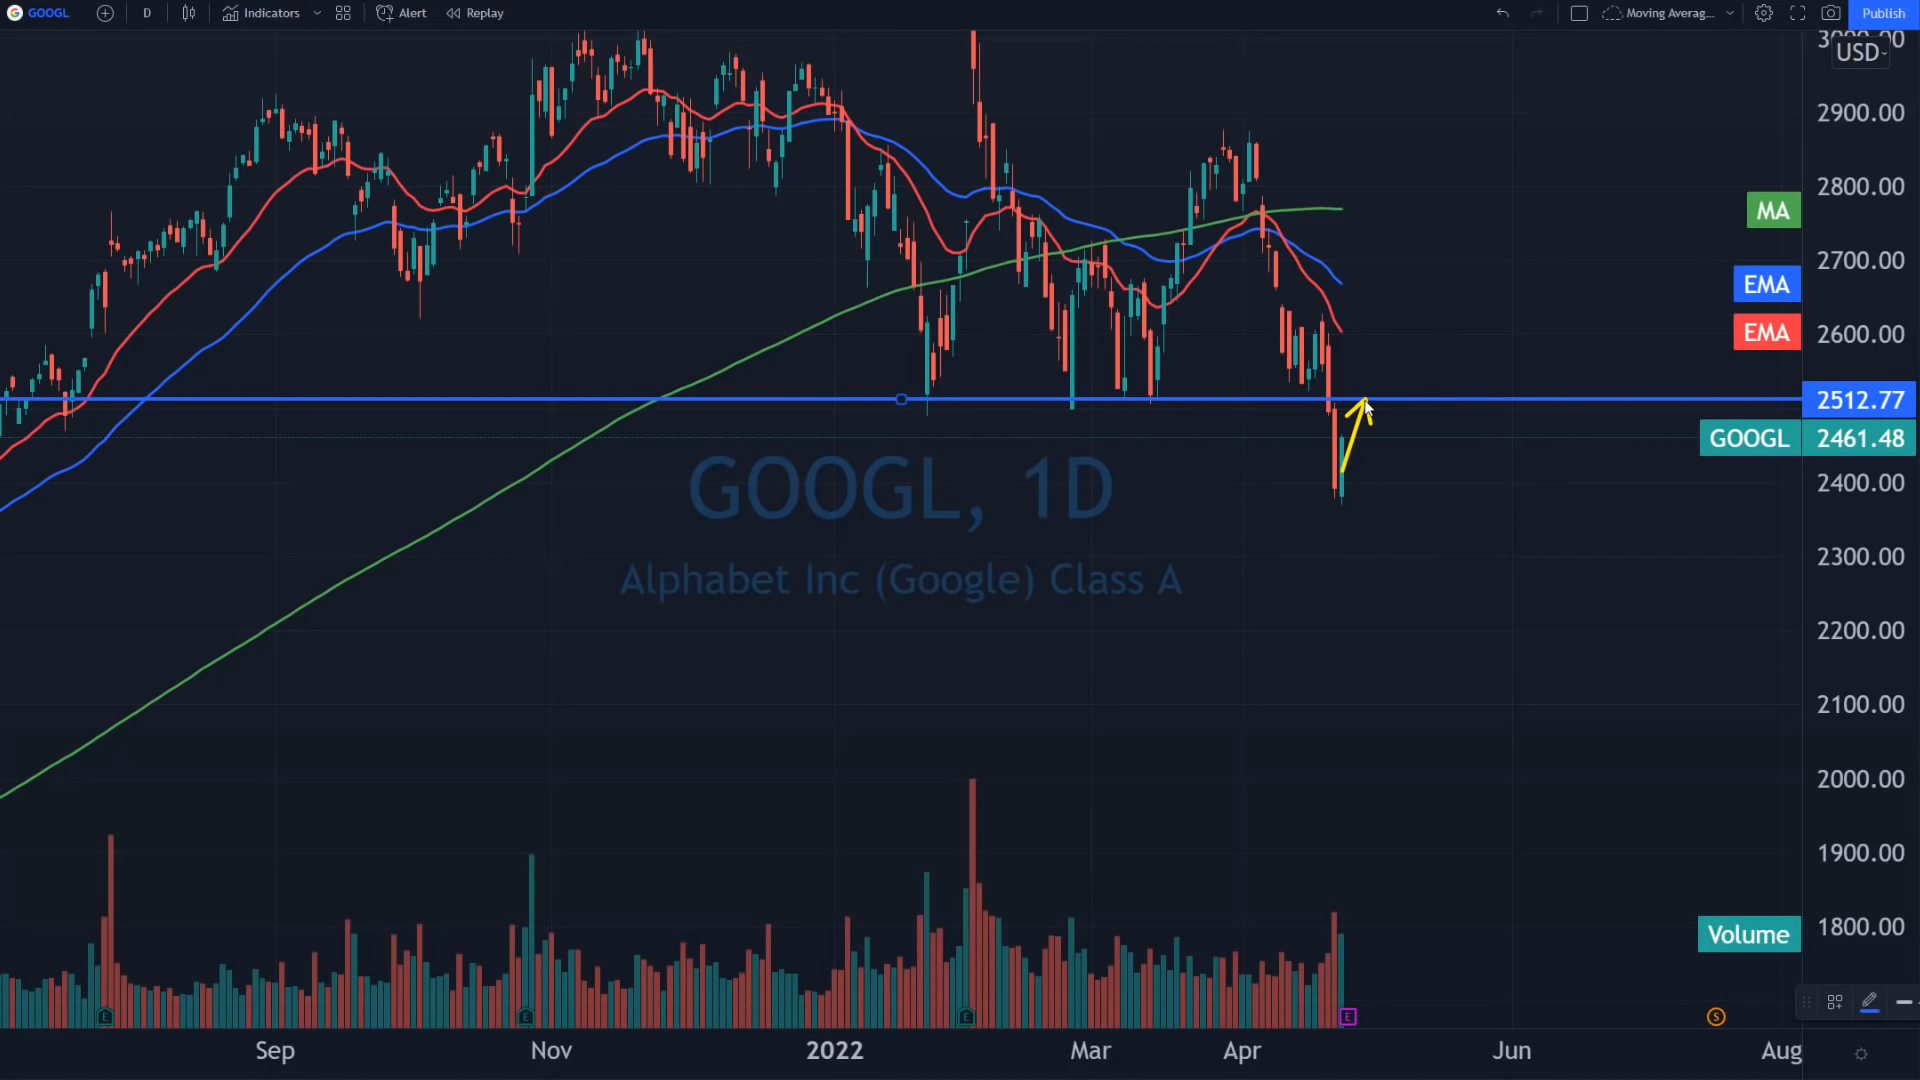 GOOGL D Indicators Alert Replay Moving Averag... Publish
3000.00
USD
2900.00
2800.00
MA
2700.00
EMA
2600.00
EMA
2512.77
GOOGL 2461.48
2400.00
GOOGL, 1D
Alphabet Inc (Google) Class A
2300.00
2200.00
2100.00
2000.00
1900.00
Volume
1800.00
E E E E S
Sep Nov 2022 Mar Apr Jun Aug